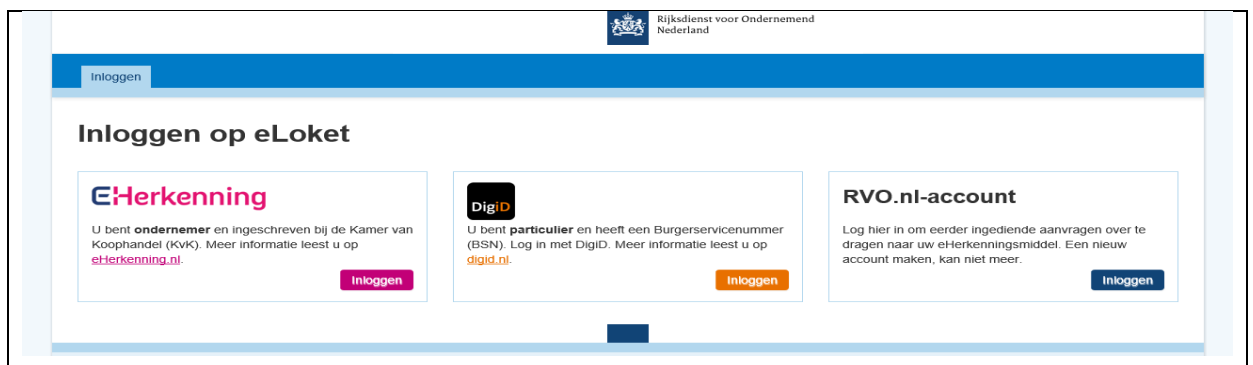 Rijksdienst voor Ondernemend
Nederland
Inloggen
Inloggen op eLoket
eHerkenning
U bent ondernemer en ingeschreven bij de Kamer van
Koophandel (KvK). Meer informatie leest u op
eHerkenning.nl.
Inloggen
DigiD
U bent particulier en heeft een Burgerservicenummer
(BSN). Log in met DigiD. Meer informatie leest u op
digid.nl.
Inloggen
RVO.nl-account
Log hier in om eerder ingediende aanvragen over te
dragen naar uw eHerkenningsmiddel. Een nieuw
account maken, kan niet meer.
Inloggen